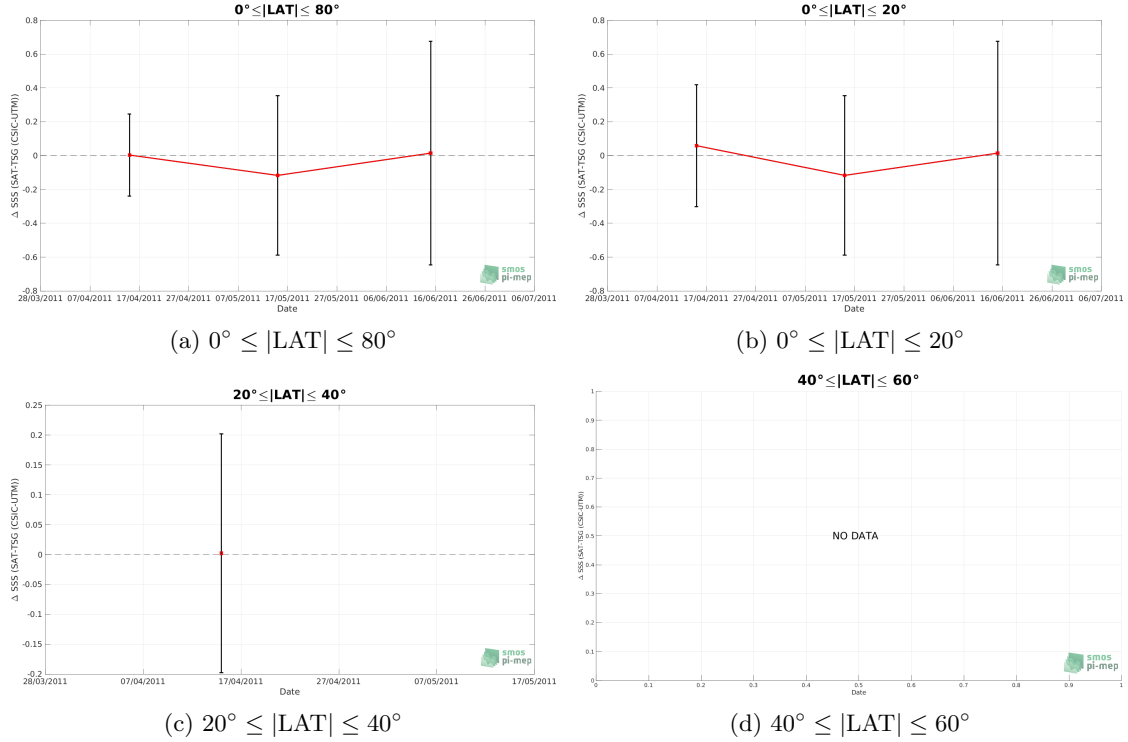 0°≤|LAT|≤ 80°
0.8
0.6
0.4
0.2
0
-0.2
-0.4
-0.6
-0.8
Δ SSS (SAT-TSG (CSIC-UTM))
28/03/2011 07/04/2011 17/04/2011 27/04/2011 07/05/2011 17/05/2011 27/05/2011 06/06/2011 16/06/2011 26/06/2011 06/07/2011
Date
smos
pi-mep
(a) 0° ≤ |LAT| ≤ 80°
0°≤|LAT|≤ 20°
0.8
0.6
0.4
0.2
0
-0.2
-0.4
-0.6
-0.8
Δ SSS (SAT-TSG (CSIC-UTM))
28/03/2011 07/04/2011 17/04/2011 27/04/2011 07/05/2011 17/05/2011 27/05/2011 06/06/2011 16/06/2011 26/06/2011 06/07/2011
Date
smos
pi-mep
(b) 0° ≤ |LAT| ≤ 20°
20°≤|LAT|≤ 40°
0.25
0.2
0.15
0.1
0.05
0
-0.05
-0.1
-0.15
-0.2
Δ SSS (SAT-TSG (CSIC-UTM))
28/03/2011 07/04/2011 17/04/2011 27/04/2011 07/05/2011 17/05/2011
Date
smos
pi-mep
(c) 20° ≤ |LAT| ≤ 40°
40°≤|LAT|≤ 60°
1
0.9
0.8
0.7
0.6
0.5
0.4
0.3
0.2
0.1
0
Δ SSS (SAT-TSG (CSIC-UTM))
NO DATA
0 0.1 0.2 0.3 0.4 0.5 0.6 0.7 0.8 0.9 1
Date
smos
pi-mep
(d) 40° ≤ |LAT| ≤ 60°